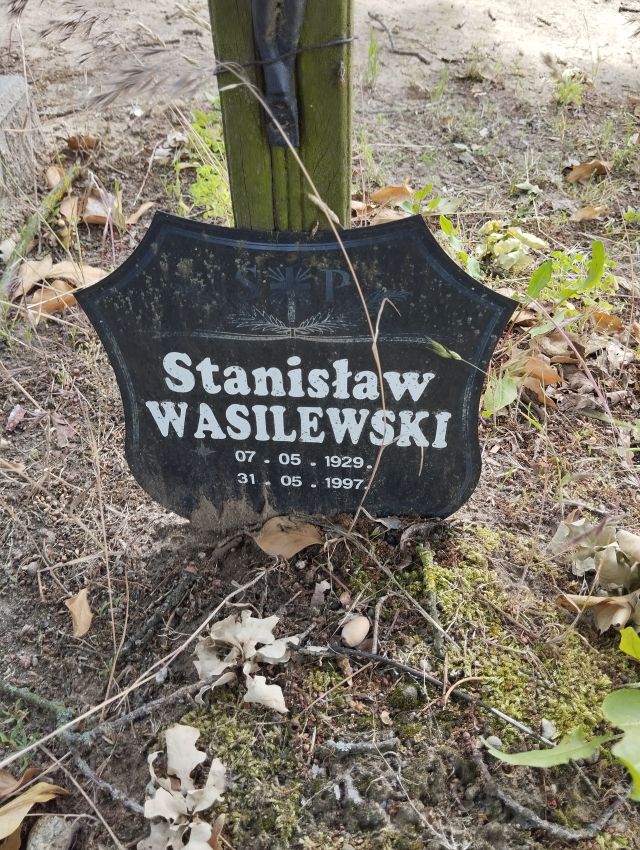 S P
Stanisław
WASILEWSKI
07 . 05 . 1929.
31 . 05 . 1997.